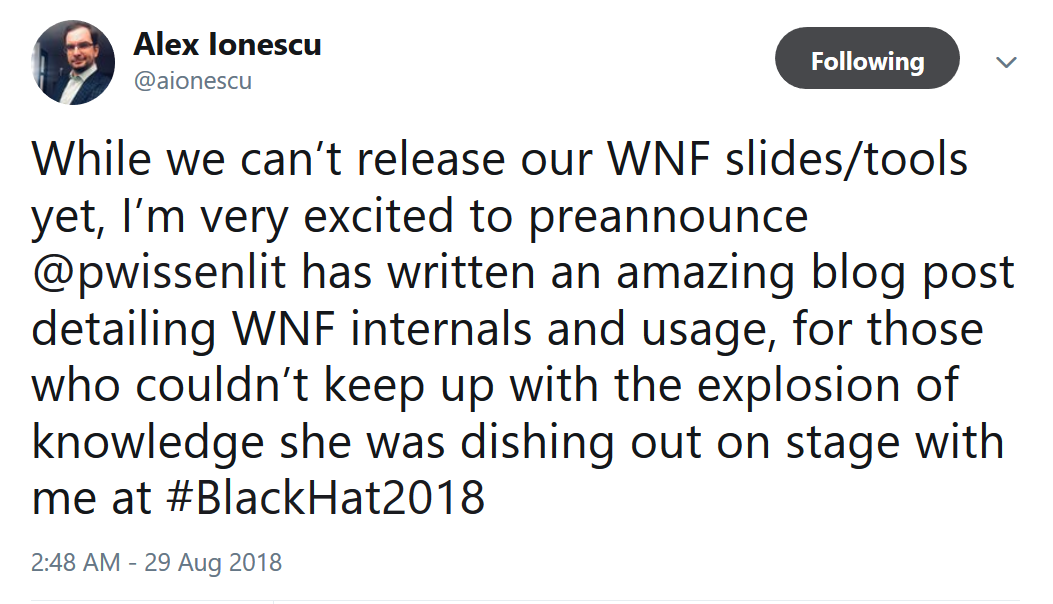 Alex Ionescu
@aionescu
Following
While we can’t release our WNF slides/tools
yet, I’m very excited to preannounce
@pwissenlit has written an amazing blog post
detailing WNF internals and usage, for those
who couldn’t keep up with the explosion of
knowledge she was dishing out on stage with
me at #BlackHat2018
2:48 AM - 29 Aug 2018